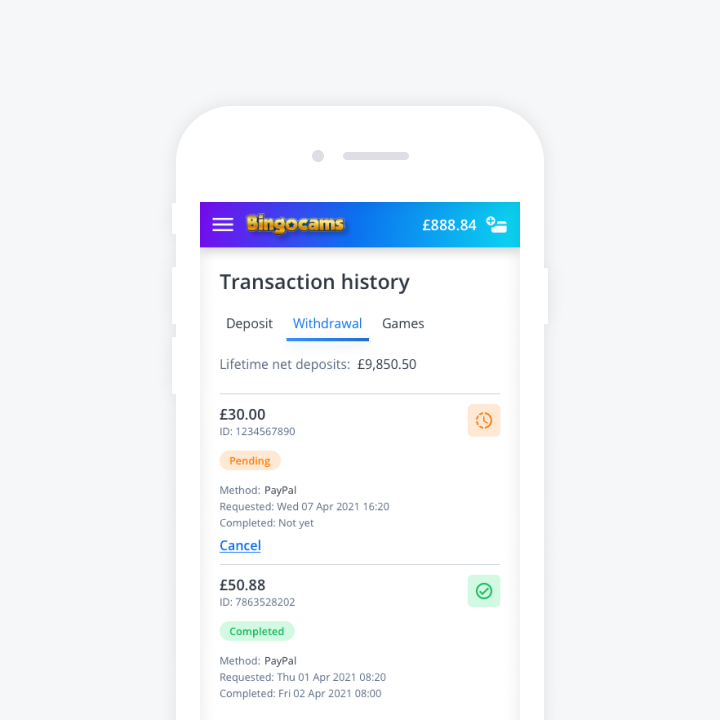 Bingocams £888.84
Transaction history
Deposit Withdrawal Games
Lifetime net deposits: £9,850.50
£30.00
ID: 1234567890
Pending
Method: PayPal
Requested: Wed 07 Apr 2021 16:20
Completed: Not yet
Cancel
£50.88
ID: 7863528202
Completed
Method: PayPal
Requested: Thu 01 Apr 2021 08:20
Completed: Fri 02 Apr 2021 08:00